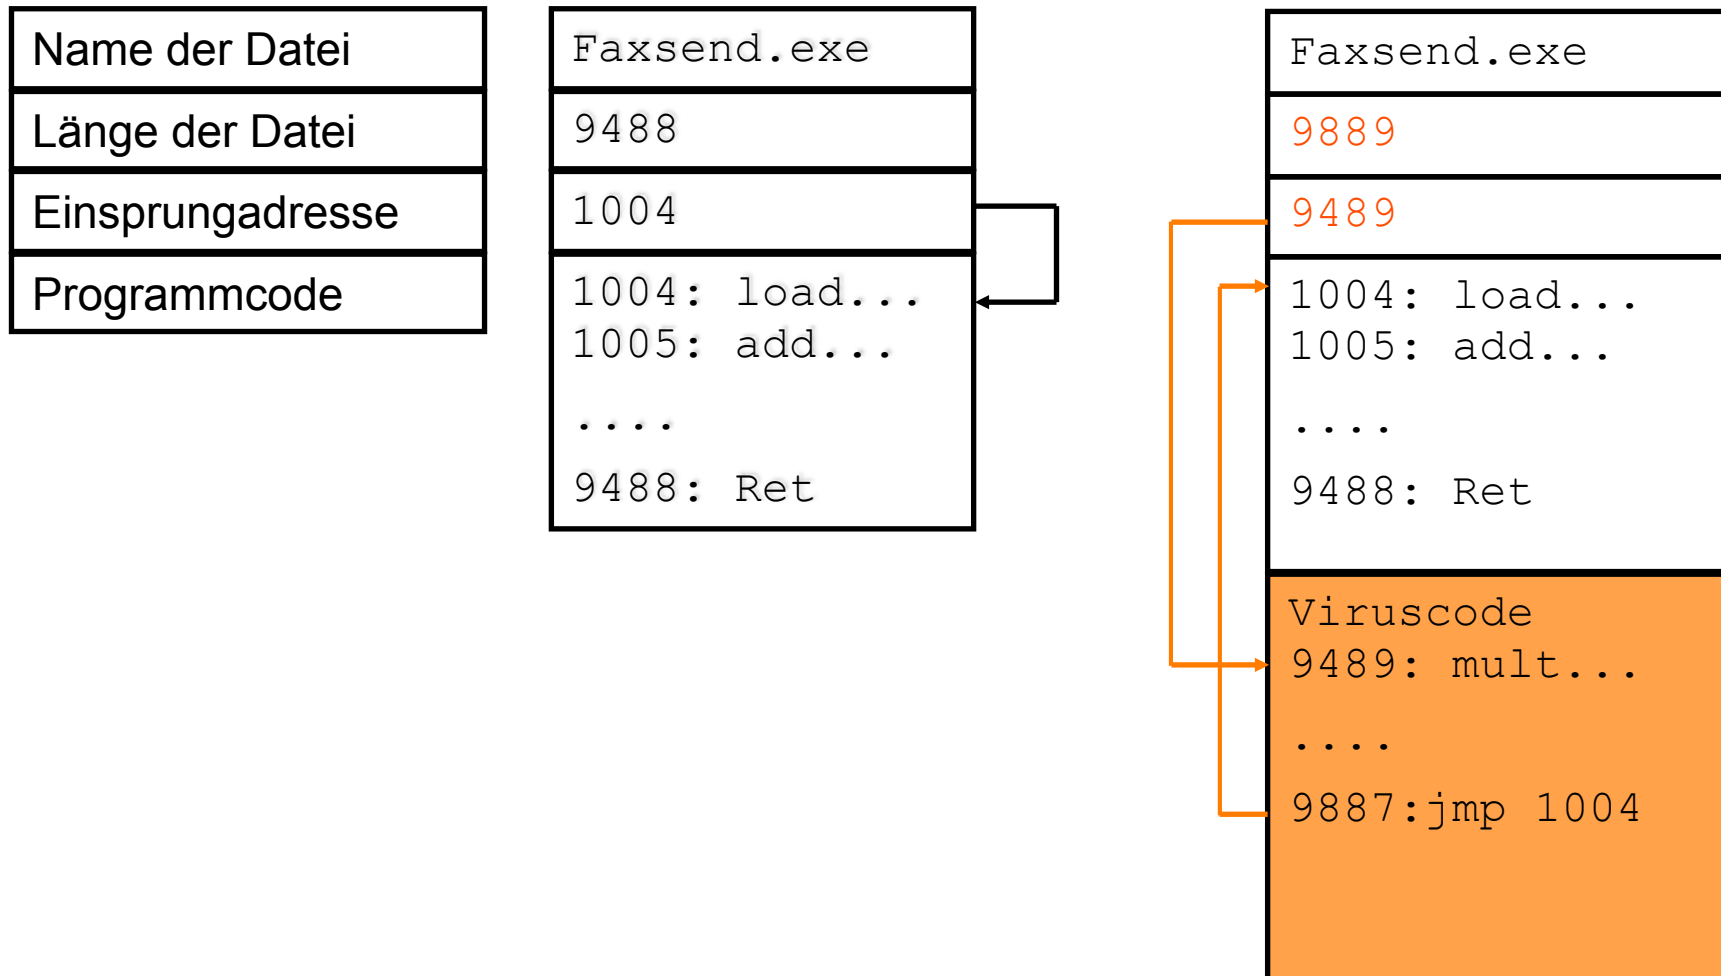 Name der Datei
Länge der Datei
Einsprungadresse
Programmcode
Faxsend.exe
9488
1004
1004: load...
1005: add...
....
9488: Ret
Faxsend.exe
9889
9489
1004: load...
1005: add...
....
9488: Ret
Viruscode
9489: mult...
....
9887:jmp 1004